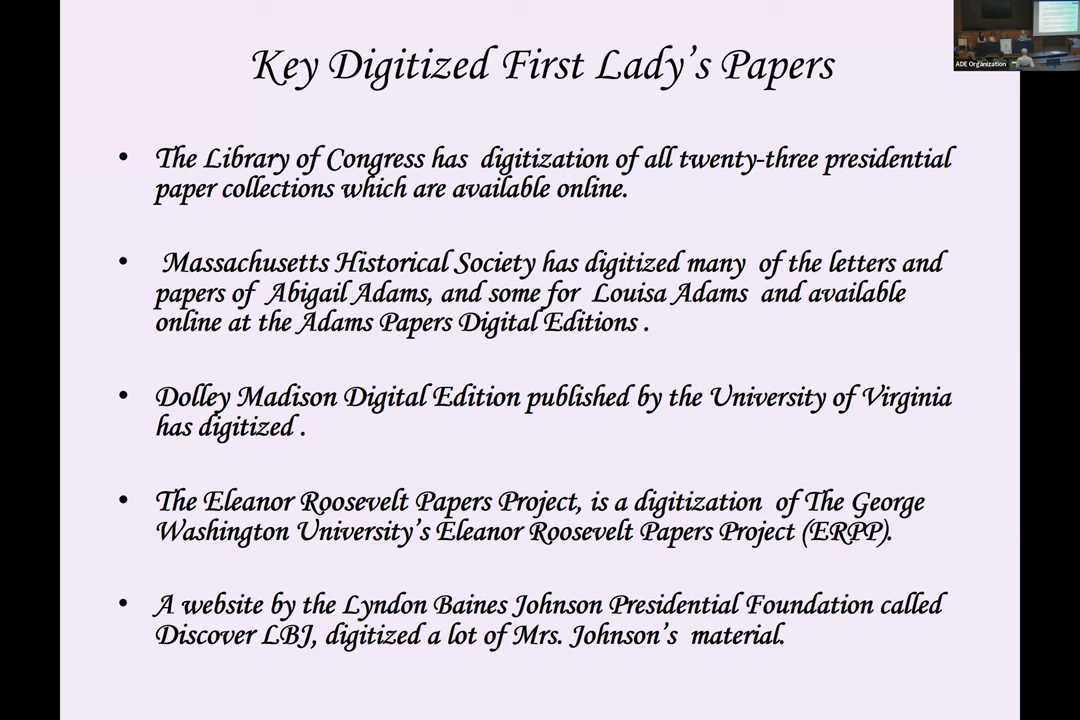 Key Digitized First Lady's Papers
ADE Organization
• The Library of Congress has digitization of all twenty-three presidential
paper collections which are available online.
• Massachusetts Historical Society has digitized many of the letters and
papers of Abigail Adams, and some for Louisa Adams and available
online at the Adams Papers Digital Editions .
• Dolley Madison Digital Edition published by the University of Virginia
has digitized .
• The Eleanor Roosevelt Papers Project, is a digitization of The George
Washington University's Eleanor Roosevelt Papers Project (ERPP).
• A website by the Lyndon Baines Johnson Presidential Foundation called
Discover LBJ, digitized a lot of Mrs. Johnson's material.